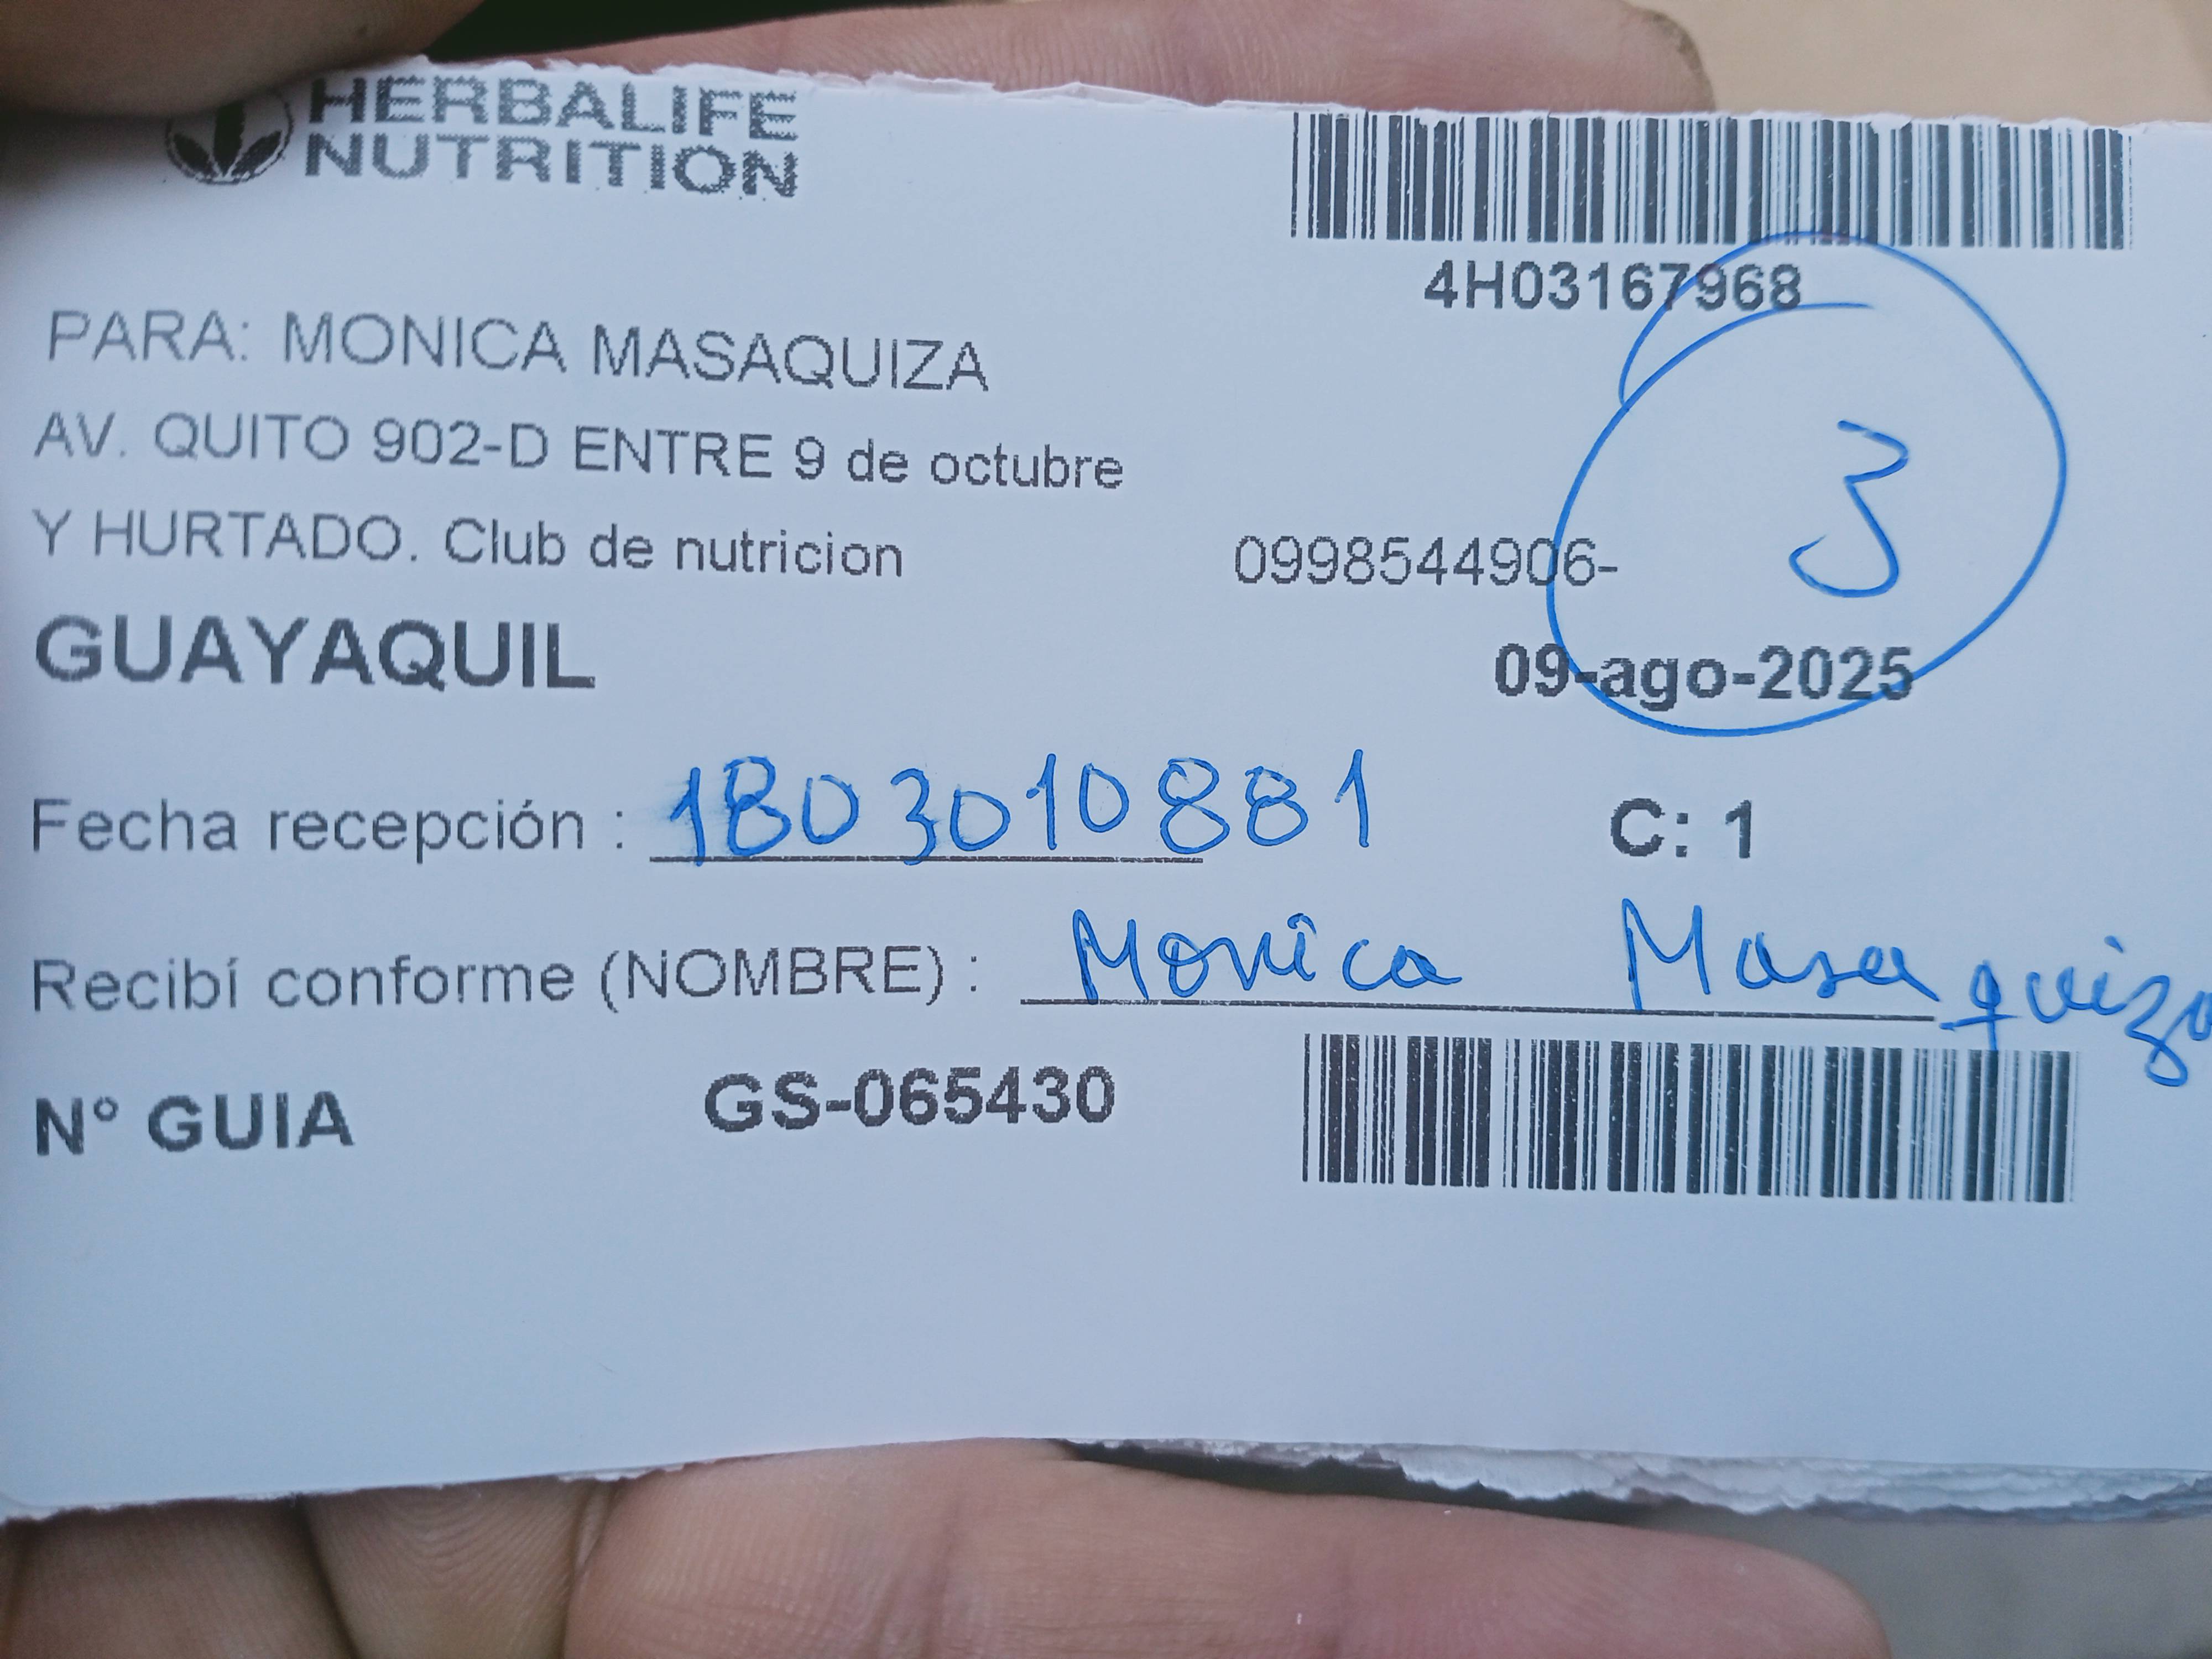 HERBALIFE
NUTRITION
4H03167968
PARA: MONICA MASAQUIZA
AV. QUITO 902-D ENTRE 9 de octubre
Y HURTADO. Club de nutricion
0998544906-
3
GUAYAQUIL
09-ago-2025
Fecha recepción : 1803010881
C: 1
Recibí conforme (NOMBRE) : Monica Masaquiza
N° GUIA GS-065430